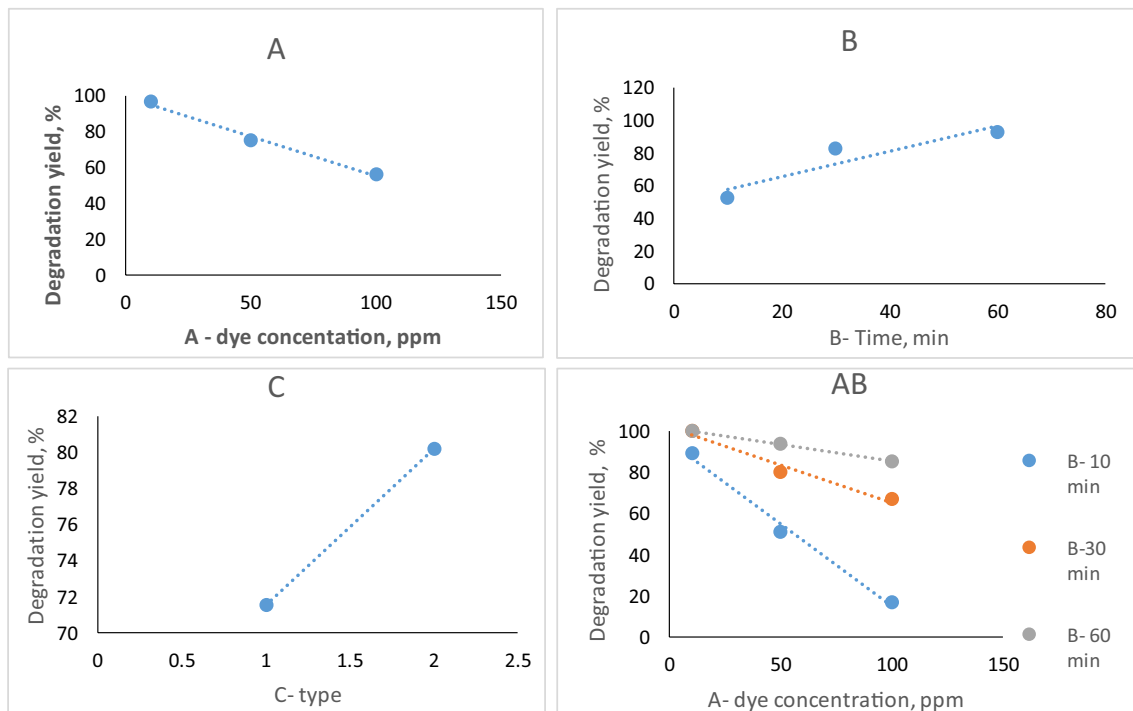 A
Degradation yield, %
100
80
60
40
20
0
0 50 100 150
A - dye concentation, ppm
B
Degradation yield, %
120
100
80
60
40
20
0
0 20 40 60 80
B- Time, min
C
Degradation yield, %
82
80
78
76
74
72
70
0 0.5 1 1.5 2 2.5
C- type
AB
Degradation yield, %
100
80
60
40
20
0
0 50 100 150
A- dye concentration, ppm
B- 10
min
B-30
min
B- 60
min